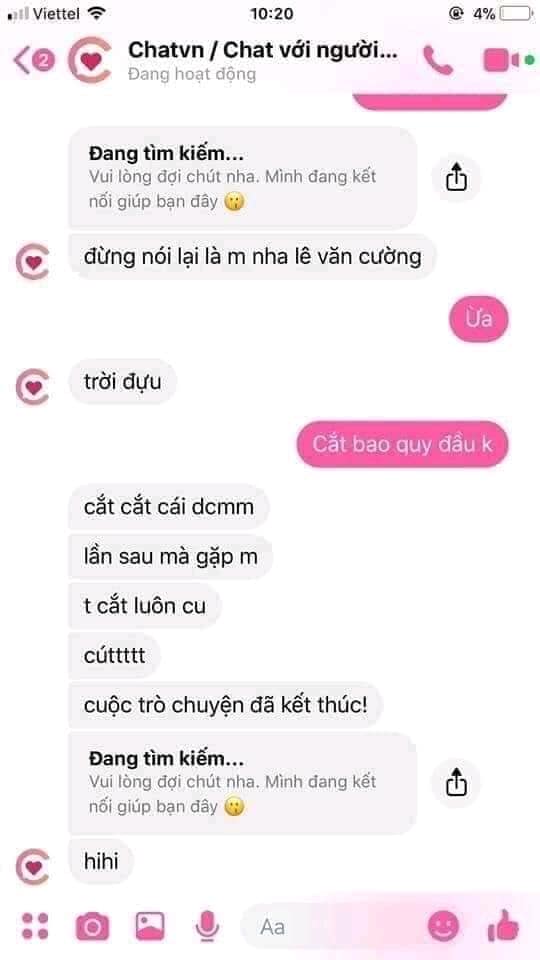 Viettel 10:20 4%
2 Chatvn / Chat với người...
Đang hoạt động
Đang tìm kiếm...
Vui lòng đợi chút nha. Mình đang kết
nối giúp bạn đây
đừng nói lại là m nha lê văn cường
Ừa
trời đựu
Cắt bao quy đầu k
cắt cắt cái dcmm
lần sau mà gặp m
t cắt luôn cu
cúttttt
cuộc trò chuyện đã kết thúc!
Đang tìm kiếm...
Vui lòng đợi chút nha. Mình đang kết
nối giúp bạn đây
hihi
Aa